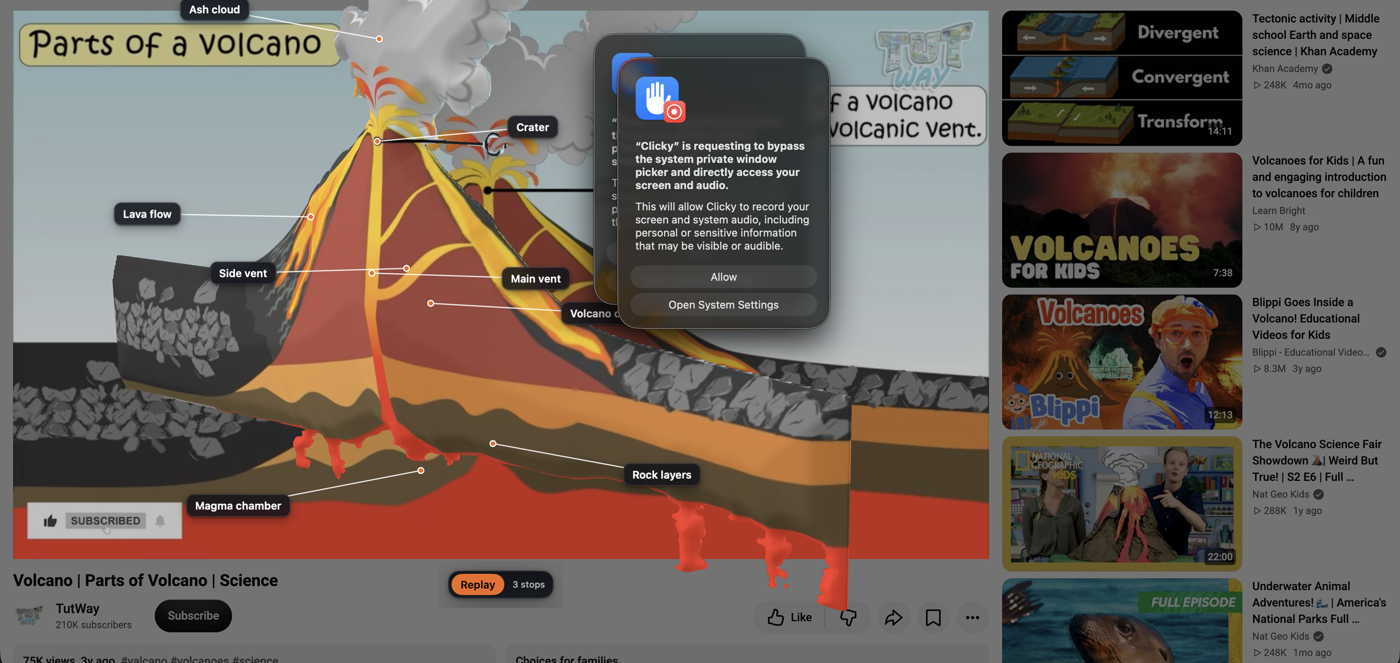 Ash cloud
Parts of a volcano
TUT
WAY
f a volcano
volcanic vent.
Crater
Lava flow
Side vent
Main vent
Volcano
Rock layers
Magma chamber
SUBSCRIBED
“Clicky” is requesting to bypass
the system private window
picker and directly access your
screen and audio.
This will allow Clicky to record your
screen and system audio, including
personal or sensitive information
that may be visible or audible.
Allow
Open System Settings
Volcano | Parts of Volcano | Science
Replay
3 stops
TutWay
210K subscribers
Subscribe
Like
75K views 3y ago #valcano #volcanoes #science
Choices for families
Divergent
Convergent
Transform
14:11
Tectonic activity | Middle
school Earth and space
science | Khan Academy
Khan Academy
248K 4mo ago
VOLCANOES
FOR KIDS
7:38
Volcanoes for Kids | A fun
and engaging introduction
to volcanoes for children
Learn Bright
10M 8y ago
Volcanoes
Blippi
12:13
Blippi Goes Inside a
Volcano! Educational
Videos for Kids
Blippi - Educational Video...
8.3M 3y ago
NATIONAL
GEOGRAPHIC
KiDS
22:00
The Volcano Science Fair
Showdown 🌋| Weird But
True! | S2 E6 | Full ...
Nat Geo Kids
288K 1y ago
FULL EPISODE
Underwater Animal
Adventures! 🌊 | America's
National Parks Full ...
Nat Geo Kids
248K 1mo ago